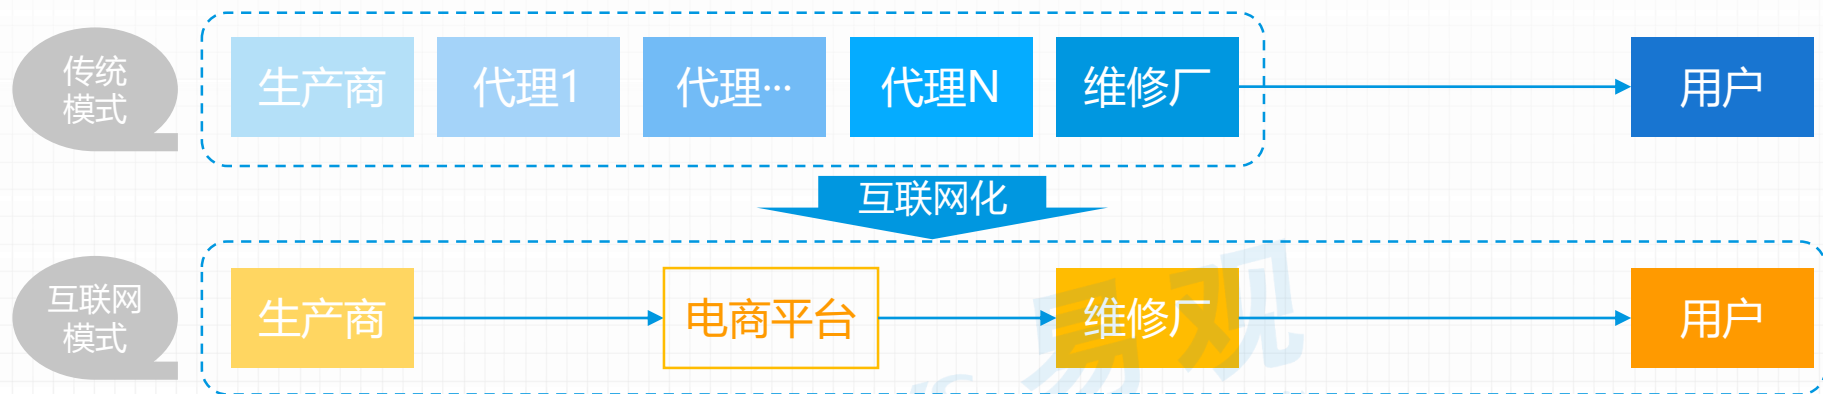 传统
模式
生产商
代理1
代理...
代理N
维修厂
用户
互联网化
互联网
模式
生产商
电商平台
维修厂
用户
易观